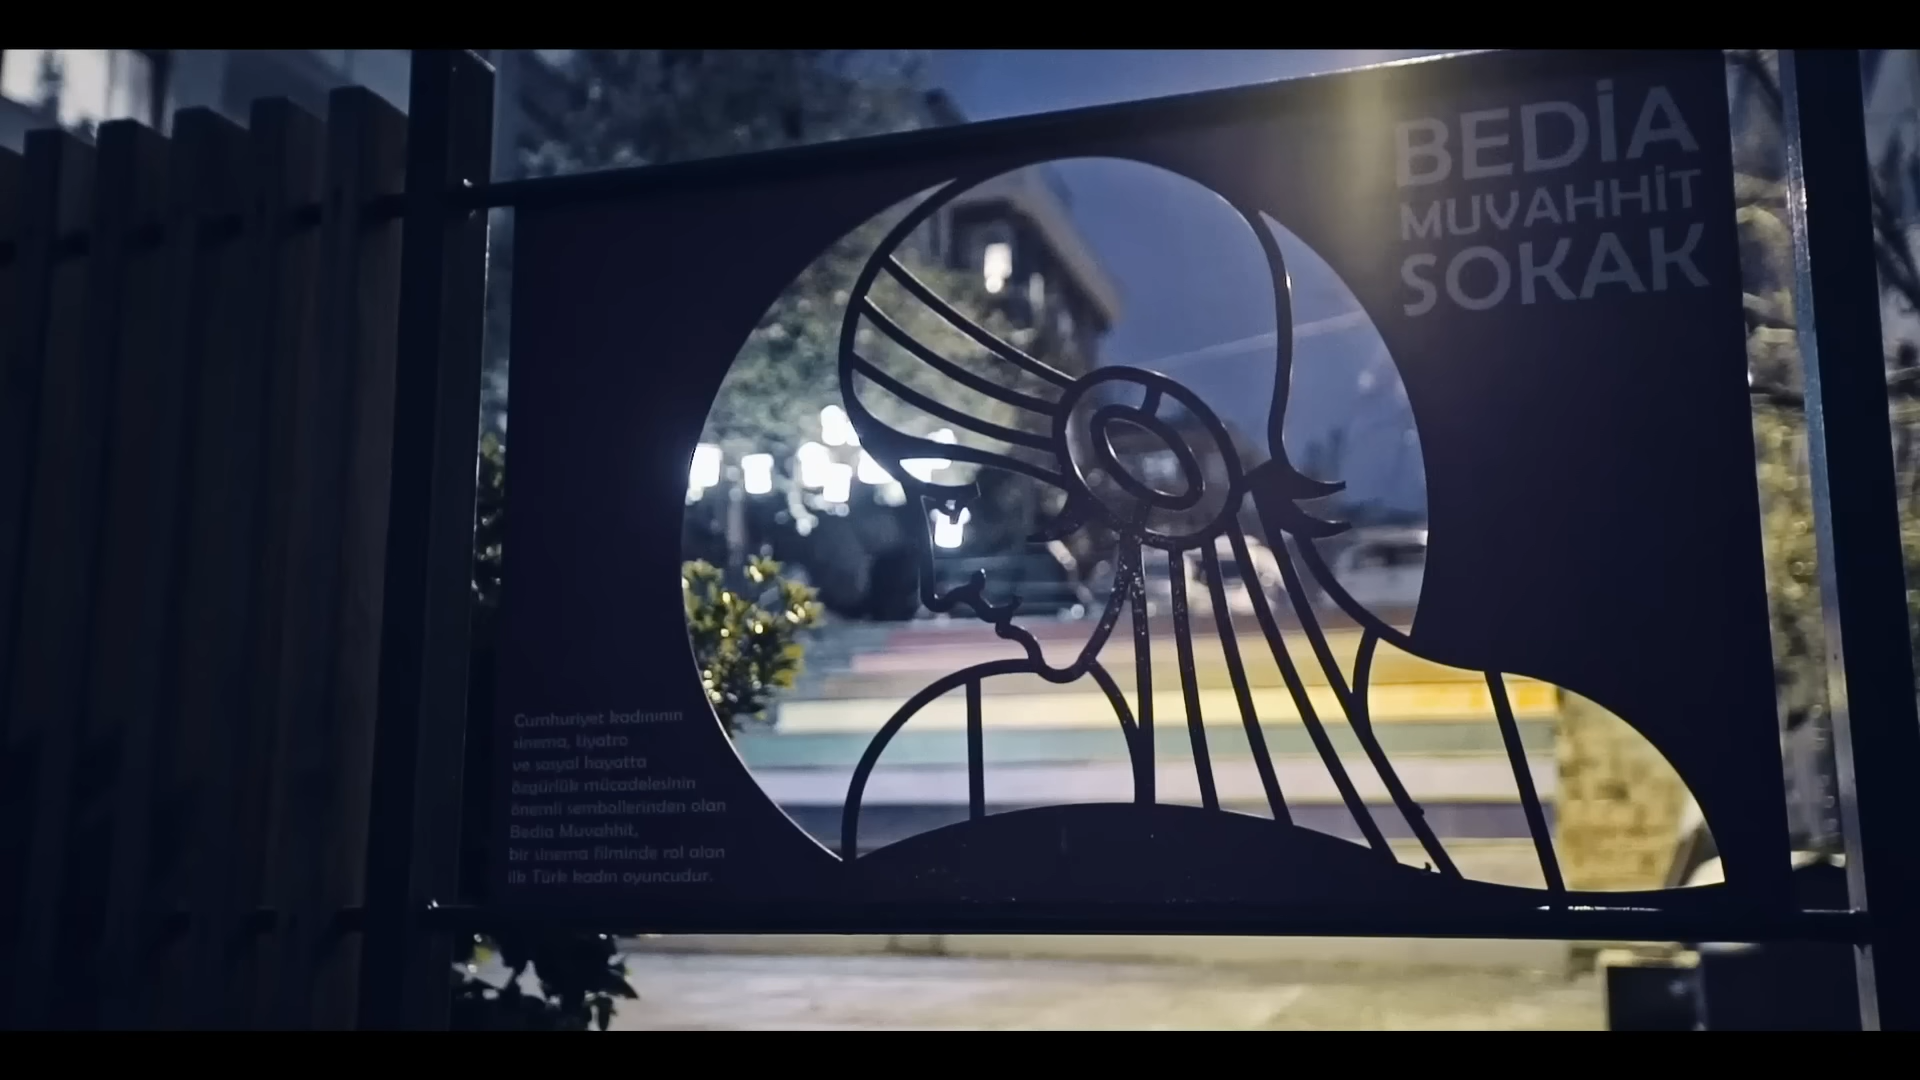 BEDİA
MUVAHHİT
SOKAK
Cumhuriyet kadınının
sinema, tiyatro
ve sosyal hayatta
özgürlük mücadelesinin
önemli sembollerinden olan
Bedia Muvahhit,
bir sinema filminde rol alan
ilk Türk kadın oyuncudur.